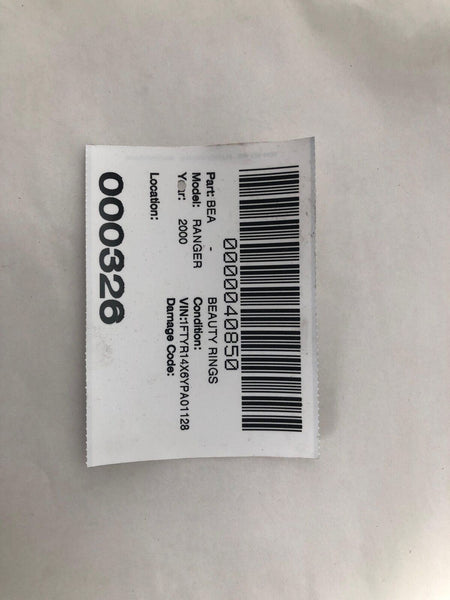 0000040850
Part: BEA - BEAUTY RINGS
Model: RANGER Condition:
Year: 2000 VIN:1FTYR14X6YPA01128
Damage Code:
Location:
000326